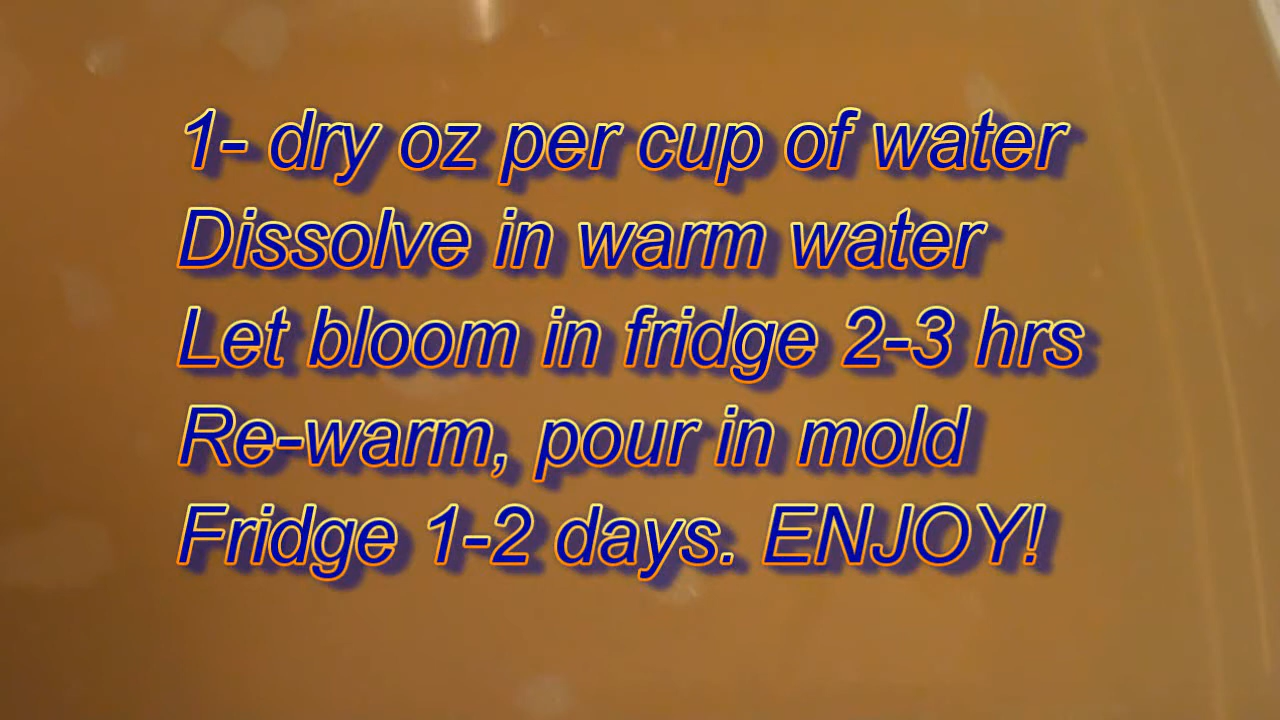 1- dry oz per cup of water
Dissolve in warm water
Let bloom in fridge 2-3 hrs
Re-warm, pour in mold
Fridge 1-2 days. ENJOY!